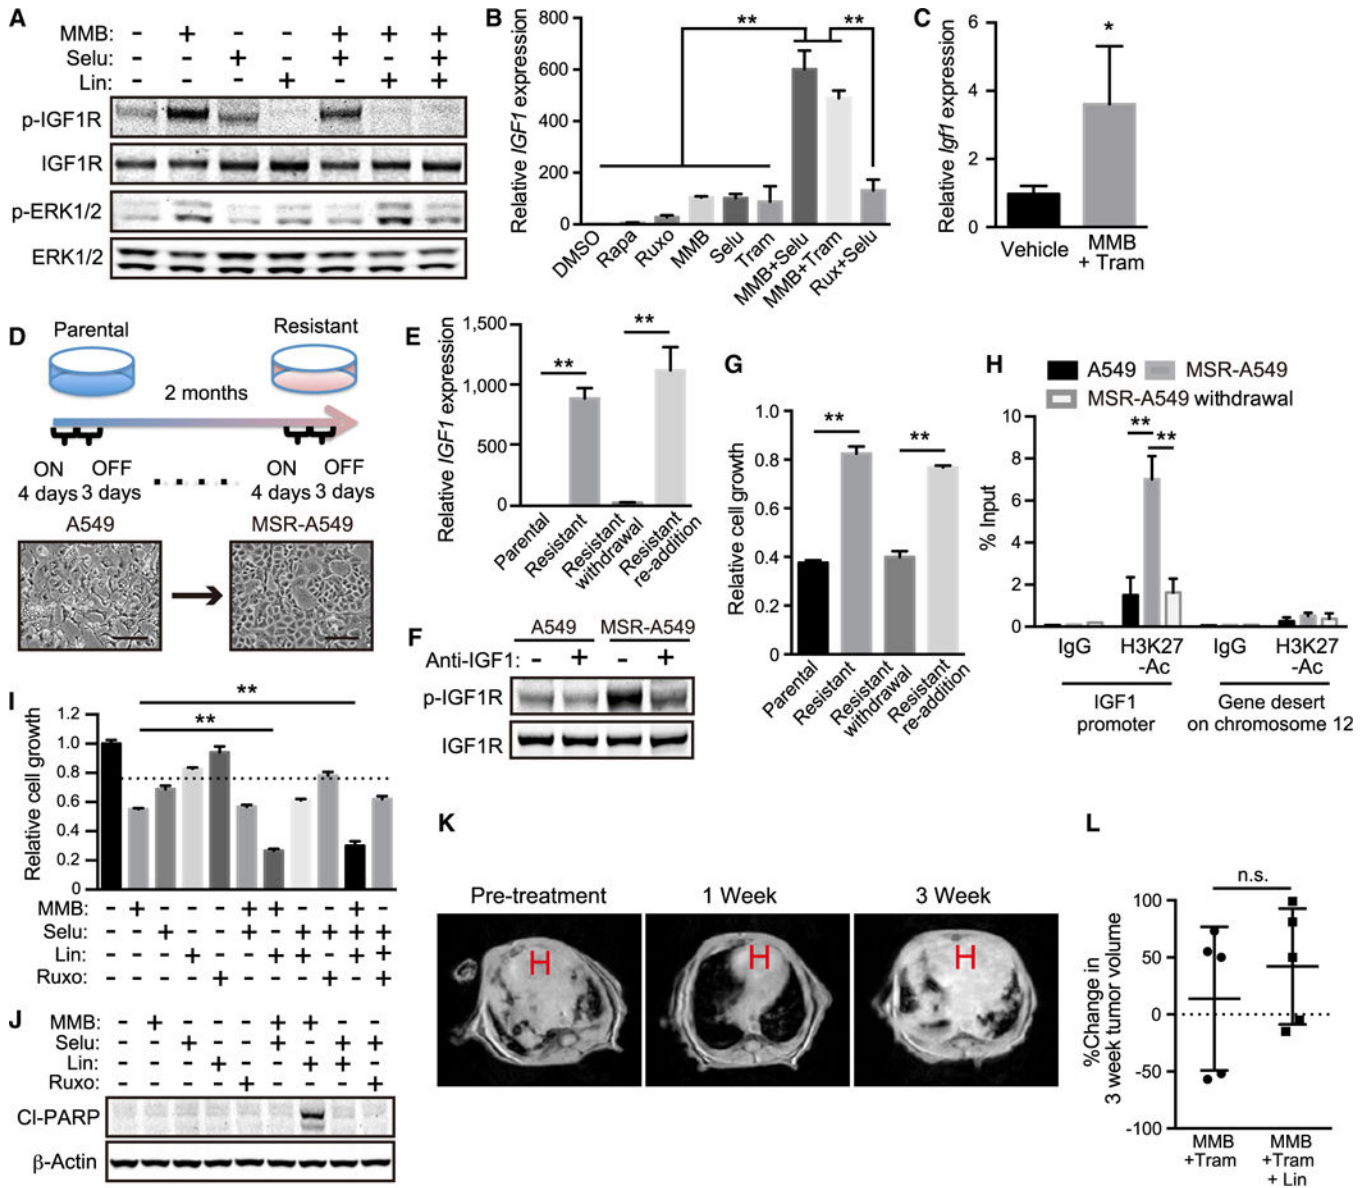 A
MMB: - + - - + + +
Selu: - - + - + - +
Lin: - - - + - + +
p-IGF1R
IGF1R
p-ERK1/2
ERK1/2
B
Relative IGF1 expression
800
600
400
200
0
** **
DMSO
Rapa
Ruxo
MMB
Selu
Tram
MMB+Selu
MMB+Tram
Rux+Selu
C
Relative Igf1 expression
6
4
2
0
*
Vehicle
MMB
+ Tram
D
Parental Resistant
2 months
ON OFF ON OFF
4 days 3 days 4 days 3 days
A549 MSR-A549
E
Relative IGF1 expression
1,500
1,000
500
0
** **
Parental
Resistant
Resistant
withdrawal
Resistant
re-addition
F
A549 MSR-A549
Anti-IGF1: - + - +
p-IGF1R
IGF1R
G
Relative cell growth
1.0
0.8
0.6
0.4
0.2
0
** **
Parental
Resistant
Resistant
withdrawal
Resistant
re-addition
H
A549 MSR-A549
MSR-A549 withdrawal
% Input
10
8
6
4
2
0
**
**
IgG H3K27 IgG H3K27
-Ac -Ac
IGF1 Gene desert
promoter on chromosome 12
I
Relative cell growth
1.2
1.0
0.8
0.6
0.4
0.2
0
**
**
MMB: - + - - - + + - - + -
Selu: - - + - - + - + + + +
Lin: - - - + - - + + - + +
Ruxo: - - - - + - - - + - +
J
MMB: - + - - - + + - -
Selu: - - + - - + - + +
Lin: - - - + - - + + -
Ruxo: - - - - + - - - +
Cl-PARP
β-Actin
K
Pre-treatment 1 Week 3 Week
H H H
L
%Change in
3 week tumor volume
100
50
0
-50
-100
n.s.
MMB
+Tram
MMB
+Tram
+ Lin